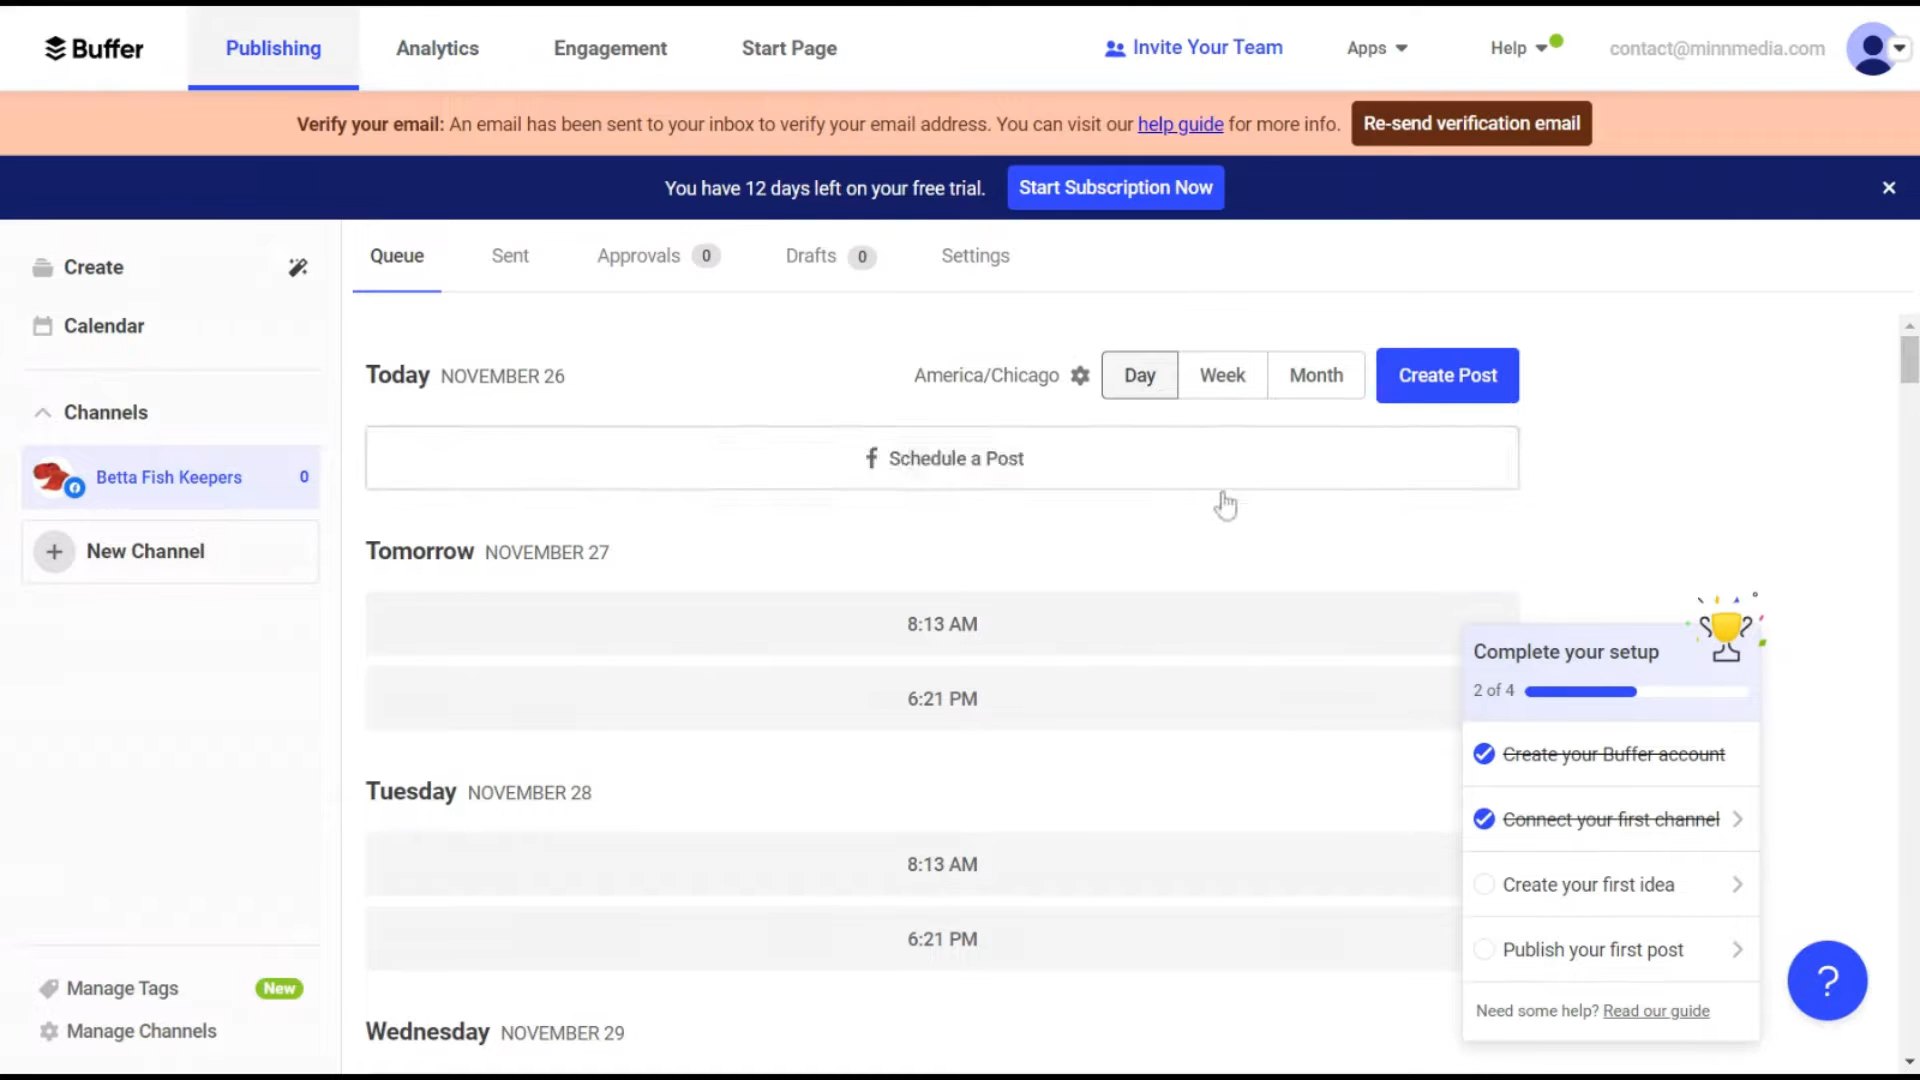 Buffer
Publishing
Analytics
Engagement
Start Page
Invite Your Team
Apps
Help
contact@minnmedia.com
Verify your email: An email has been sent to your inbox to verify your email address. You can visit our help guide for more info.
Re-send verification email
You have 12 days left on your free trial.
Start Subscription Now
Create
Calendar
Channels
Betta Fish Keepers 0
New Channel
Manage Tags New
Manage Channels
Queue
Sent
Approvals 0
Drafts 0
Settings
Today NOVEMBER 26
America/Chicago
Day
Week
Month
Create Post
Schedule a Post
Tomorrow NOVEMBER 27
8:13 AM
6:21 PM
Tuesday NOVEMBER 28
8:13 AM
6:21 PM
Wednesday NOVEMBER 29
Complete your setup
2 of 4
Create your Buffer account
Connect your first channel
Create your first idea
Publish your first post
Need some help? Read our guide
?